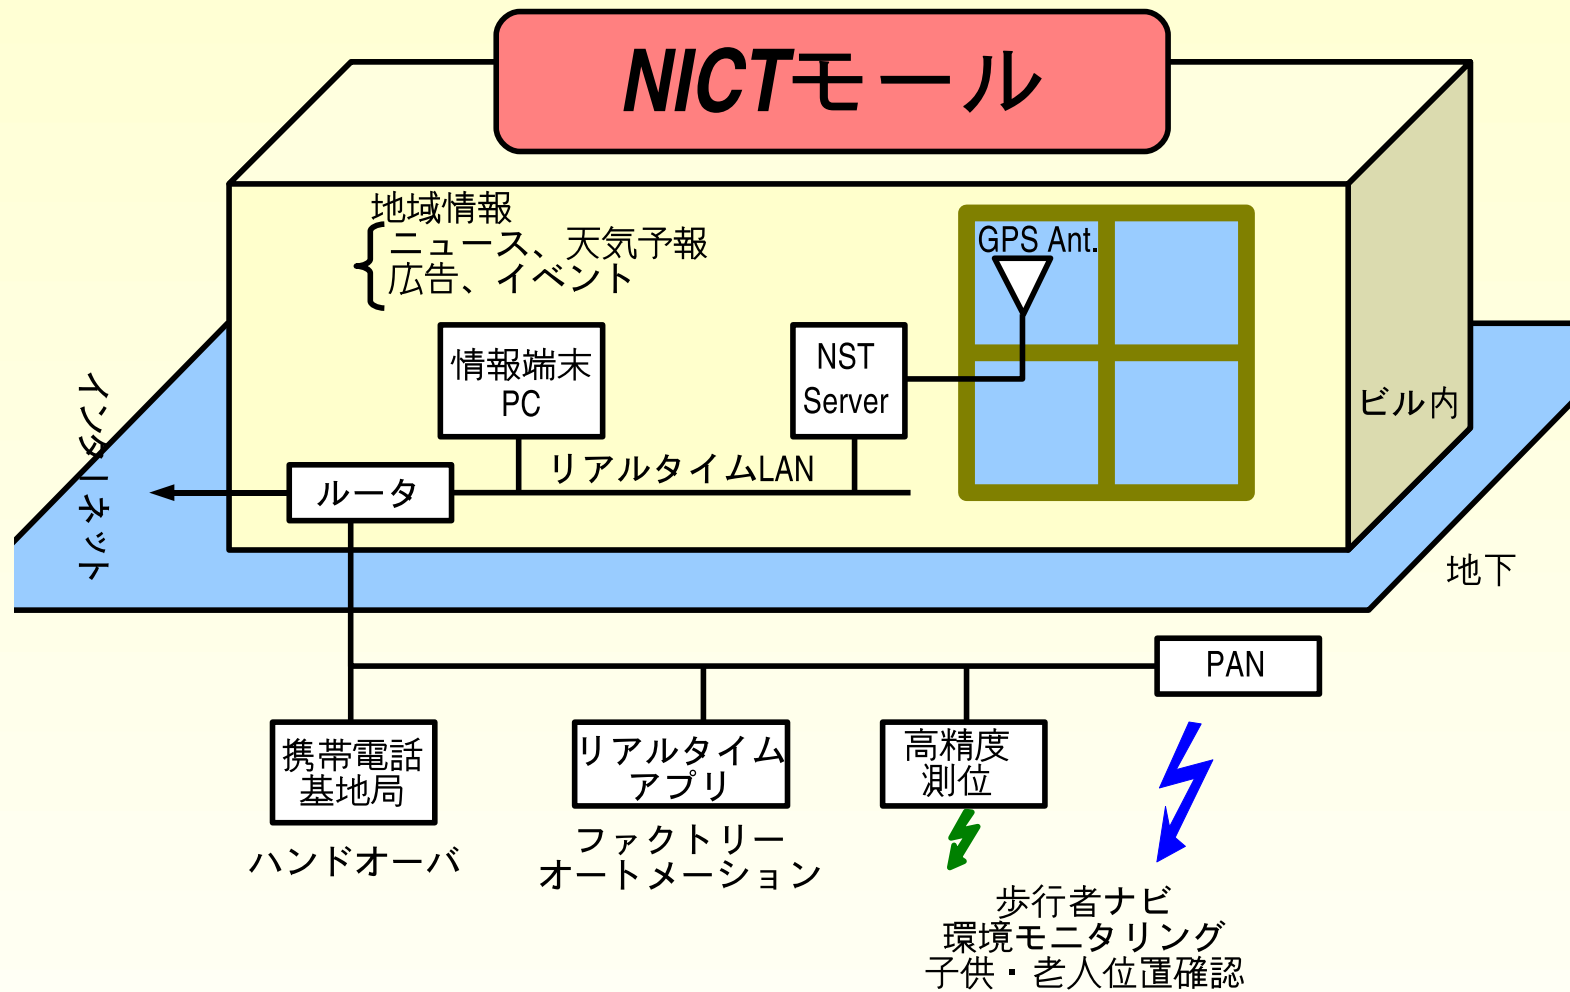 NICTモール
地域情報
ニュース、天気予報
広告、イベント
GPS Ant.
情報端末
PC
NST
Server
ビル内
インターネット
ルータ
リアルタイムLAN
地下
PAN
携帯電話
基地局
リアルタイム
アプリ
高精度
測位
ハンドオーバ
ファクトリー
オートメーション
歩行者ナビ
環境モニタリング
子供・老人位置確認